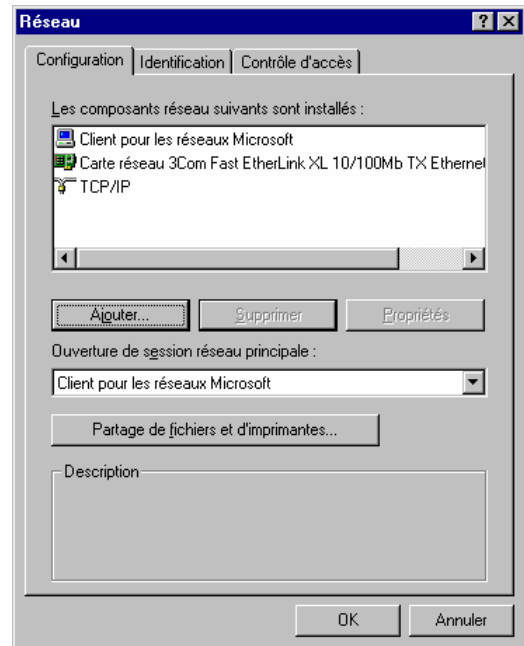 Réseau
Configuration Identification Contrôle d'accès
Les composants réseau suivants sont installés :
Client pour les réseaux Microsoft
Carte réseau 3Com Fast EtherLink XL 10/100Mb TX Ethernet
TCP/IP
Ajouter... Supprimer Propriétés
Ouverture de session réseau principale :
Client pour les réseaux Microsoft
Partage de fichiers et d'imprimantes...
Description
OK Annuler